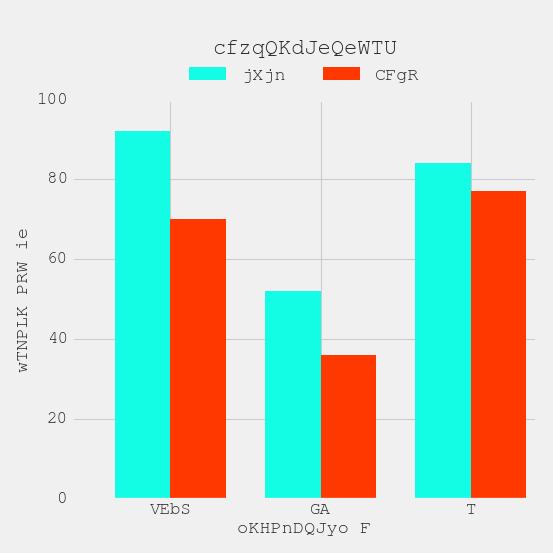 cfzqQKdJeQeWTU
jXjn CFgR
100
80
60
40
20
0
wTNPLK PRW ie
VEbS GA T
oKHPnDQJyo F